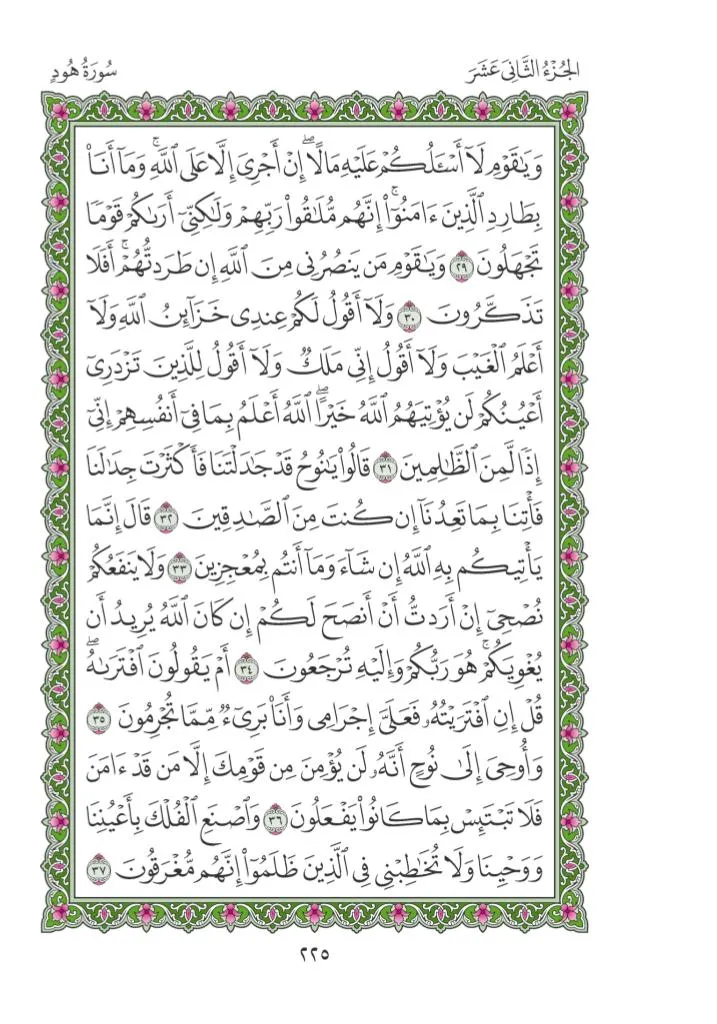 الجُزْءُ الثَّانِيَ عَشَرَ
سُورَةُ هُودٍ
وَيَٰقَوْمِ لَآ أَسْـَٔلُكُمْ عَلَيْهِ مَالًاۖ إِنْ أَجْرِىَ إِلَّا عَلَى ٱللَّهِۚ وَمَآ أَنَا۠
بِطَارِدِ ٱلَّذِينَ ءَامَنُوٓا۟ۚ إِنَّهُم مُّلَٰقُوا۟ رَبِّهِمْ وَلَٰكِنِّىٓ أَرَىٰكُمْ قَوْمًا
تَجْهَلُونَ ٢٩ وَيَٰقَوْمِ مَن يَنصُرُنِى مِنَ ٱللَّهِ إِن طَرَدتُّهُمْۚ أَفَلَا
تَذَكَّرُونَ ٣٠ وَلَآ أَقُولُ لَكُمْ عِندِى خَزَآئِنُ ٱللَّهِ وَلَآ
أَعْلَمُ ٱلْغَيْبَ وَلَآ أَقُولُ إِنِّى مَلَكٌ وَلَآ أَقُولُ لِلَّذِينَ تَزْدَرِىٓ
أَعْيُنُكُمْ لَن يُؤْتِيَهُمُ ٱللَّهُ خَيْرًاۖ ٱللَّهُ أَعْلَمُ بِمَا فِىٓ أَنفُسِهِمْ إِنِّىٓ
إِذًا لَّمِنَ ٱلظَّٰلِمِينَ ٣١ قَالُوا۟ يَٰنُوحُ قَدْ جَٰدَلْتَنَا فَأَكْثَرْتَ جِدَٰلَنَا
فَأْتِنَا بِمَا تَعِدُنَآ إِن كُنتَ مِنَ ٱلصَّٰدِقِينَ ٣٢ قَالَ إِنَّمَا
يَأْتِيكُم بِهِ ٱللَّهُ إِن شَآءَ وَمَآ أَنتُم بِمُعْجِزِينَ ٣٣ وَلَا يَنفَعُكُمْ
نُصْحِىٓ إِنْ أَرَدتُّ أَنْ أَنصَحَ لَكُمْ إِن كَانَ ٱللَّهُ يُرِيدُ أَن
يُغْوِيَكُمْۚ هُوَ رَبُّكُمْ وَإِلَيْهِ تُرْجَعُونَ ٣٤ أَمْ يَقُولُونَ ٱفْتَرَىٰهُۖ
قُلْ إِنِ ٱفْتَرَيْتُهُۥ فَعَلَىَّ إِجْرَامِى وَأَنَا۠ بَرِىٓءٌ مِّمَّا تُجْرِمُونَ ٣٥
وَأُوحِىَ إِلَىٰ نُوحٍ أَنَّهُۥ لَن يُؤْمِنَ مِن قَوْمِكَ إِلَّا مَن قَدْ ءَامَنَ
فَلَا تَبْتَئِسْ بِمَا كَانُوا۟ يَفْعَلُونَ ٣٦ وَٱصْنَعِ ٱلْفُلْكَ بِأَعْيُنِنَا
وَوَحْيِنَا وَلَا تُخَٰطِبْنِى فِى ٱلَّذِينَ ظَلَمُوٓا۟ إِنَّهُم مُّغْرَقُونَ ٣٧
٢٢٥